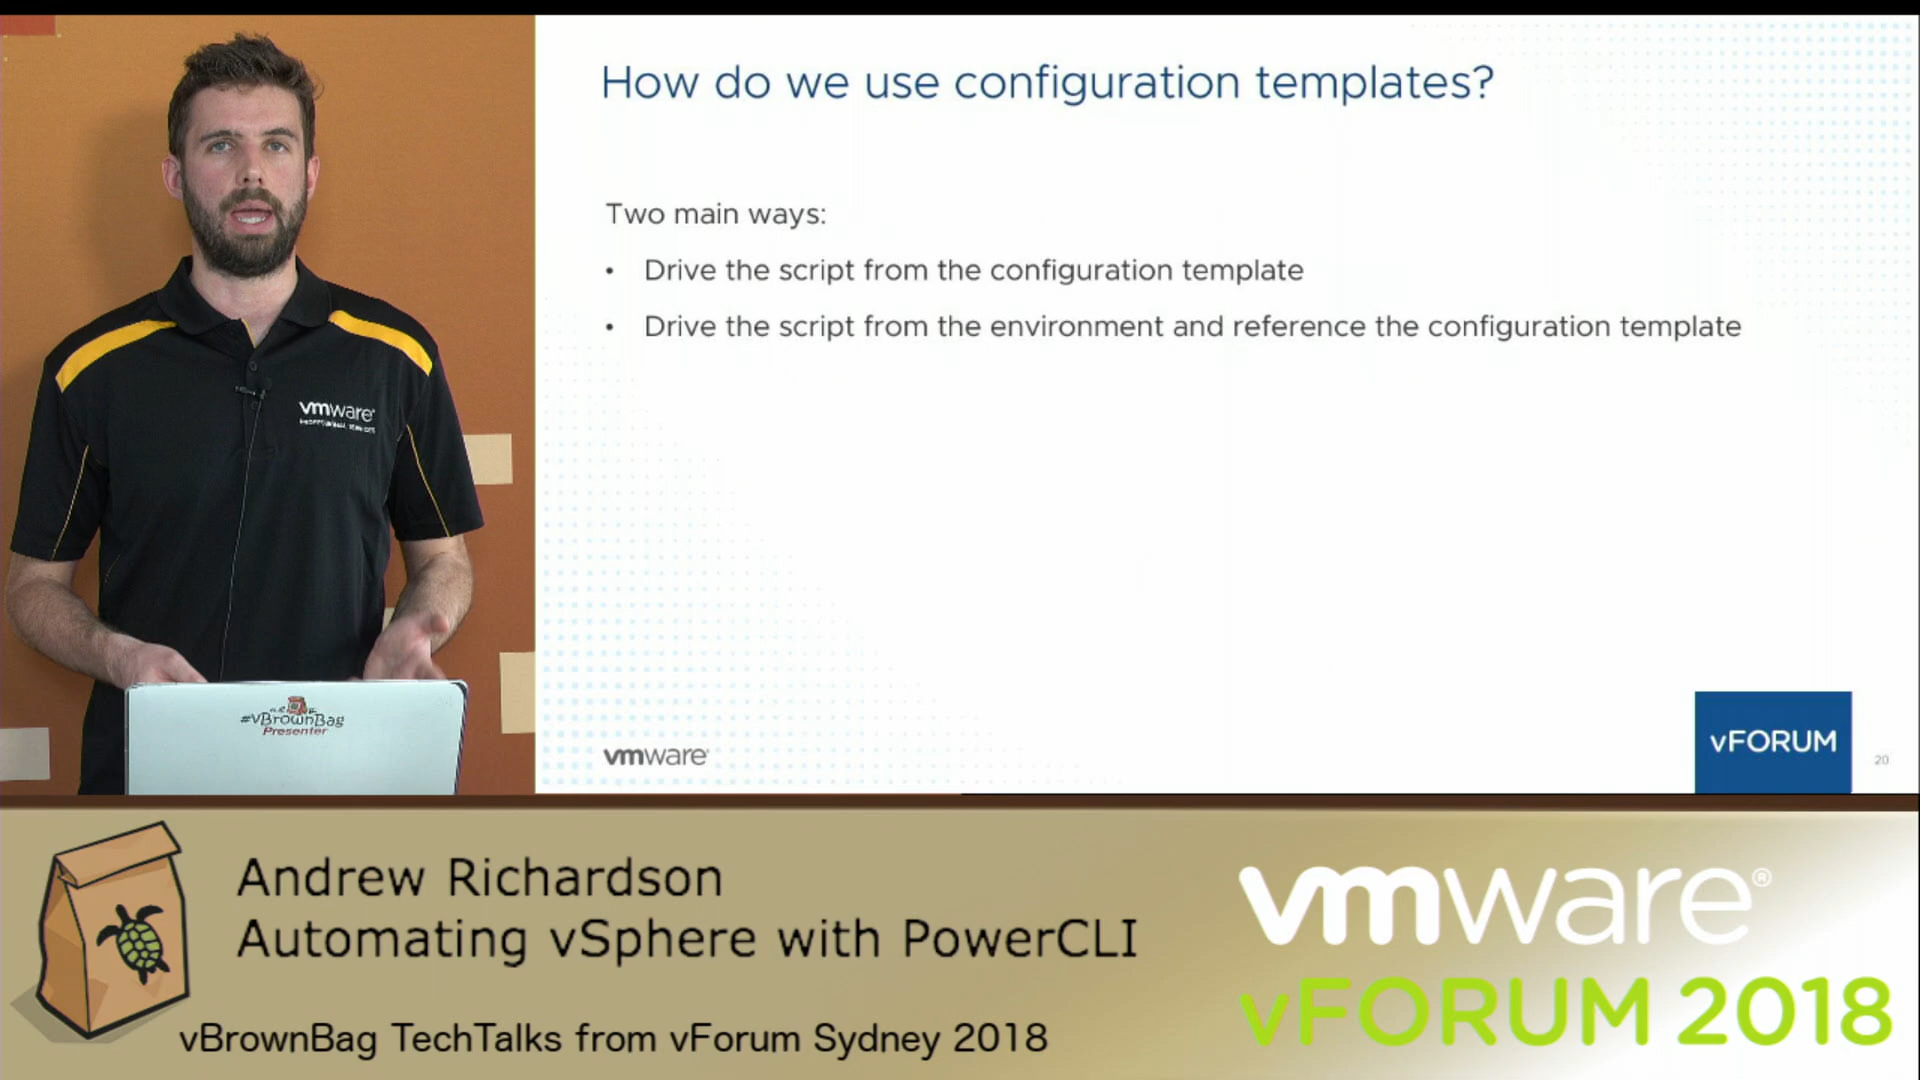 How do we use configuration templates?
Two main ways:
• Drive the script from the configuration template
• Drive the script from the environment and reference the configuration template
vmware
PROFESSIONAL SERVICES
#vBrownBag
Presenter
vmware
vFORUM
20
Andrew Richardson
Automating vSphere with PowerCLI
vBrownBag TechTalks from vForum Sydney 2018
vmware®
vFORUM 2018